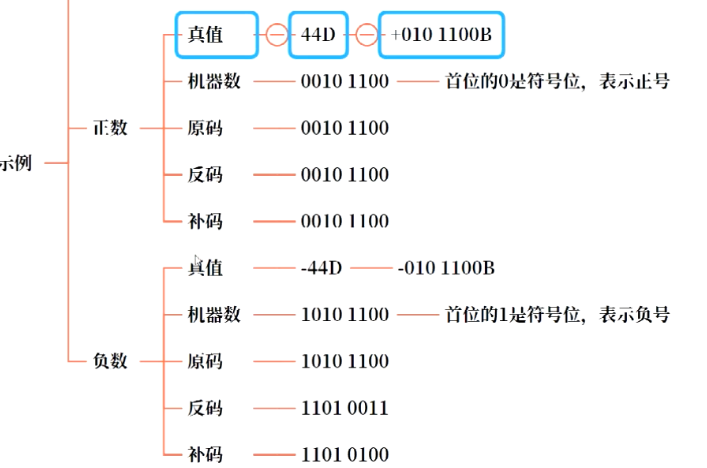 示例
正数
真值 44D +010 1100B
机器数 0010 1100 首位的0是符号位，表示正号
原码 0010 1100
反码 0010 1100
补码 0010 1100
负数
真值 -44D -010 1100B
机器数 1010 1100 首位的1是符号位，表示负号
原码 1010 1100
反码 1101 0011
补码 1101 0100